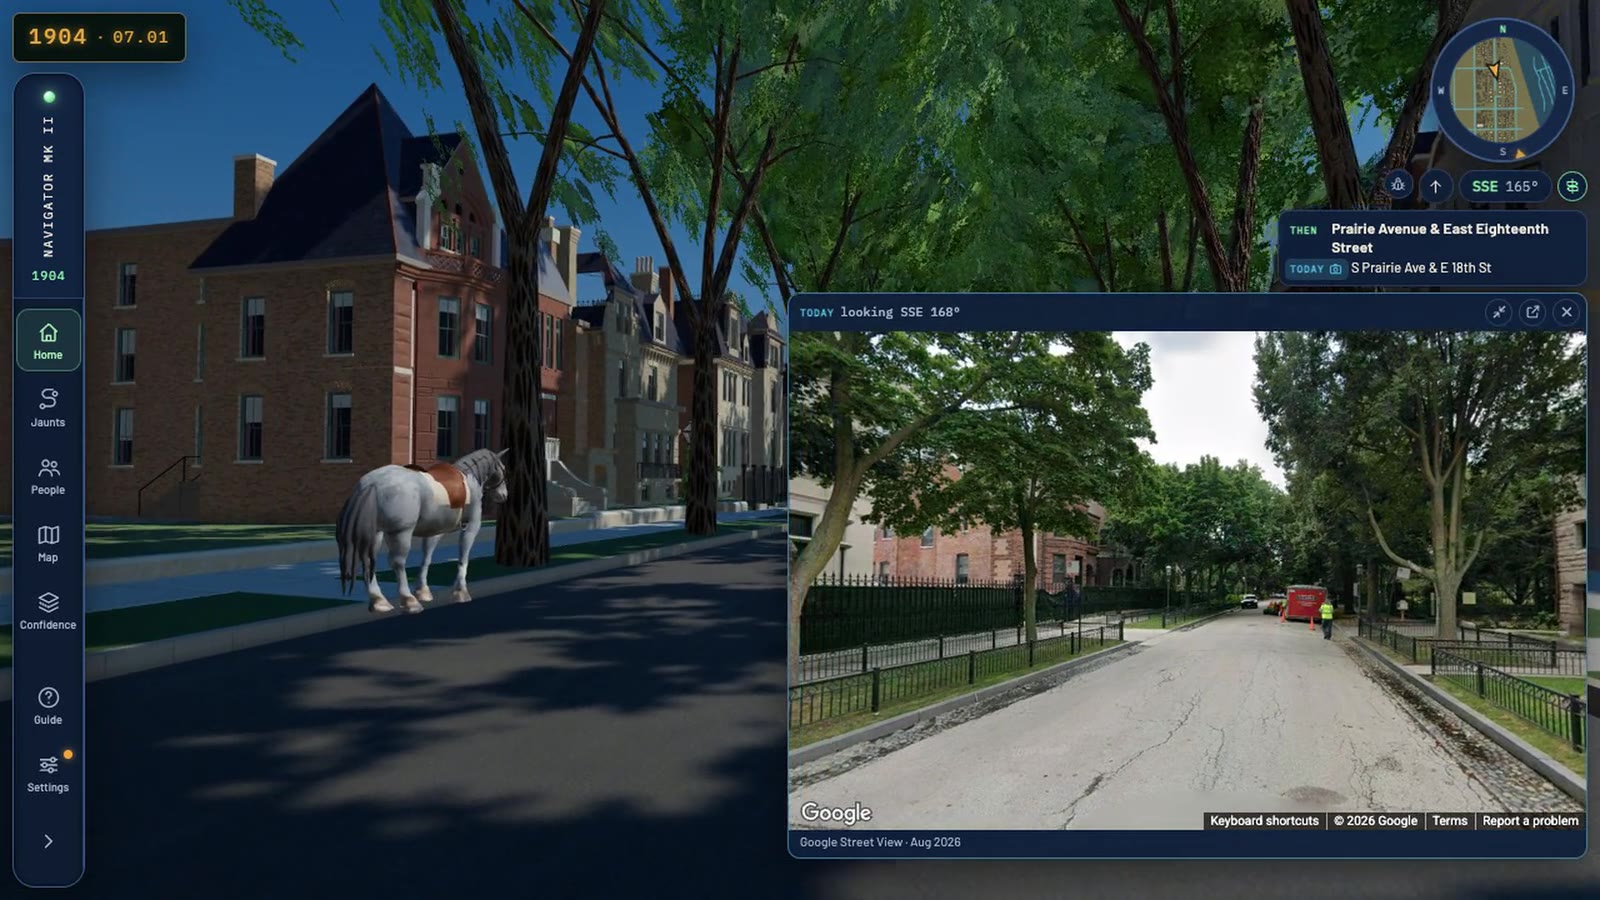 1904 · 07.01
NAVIGATOR MK II
1904
Home
Jaunts
People
Map
Confidence
Guide
Settings
N
W
E
S
SSE 165°
THEN Prairie Avenue & East Eighteenth
Street
TODAY S Prairie Ave & E 18th St
TODAY looking SSE 168°
Google
Keyboard shortcuts
© 2026 Google
Terms
Report a problem
Google Street View · Aug 2026